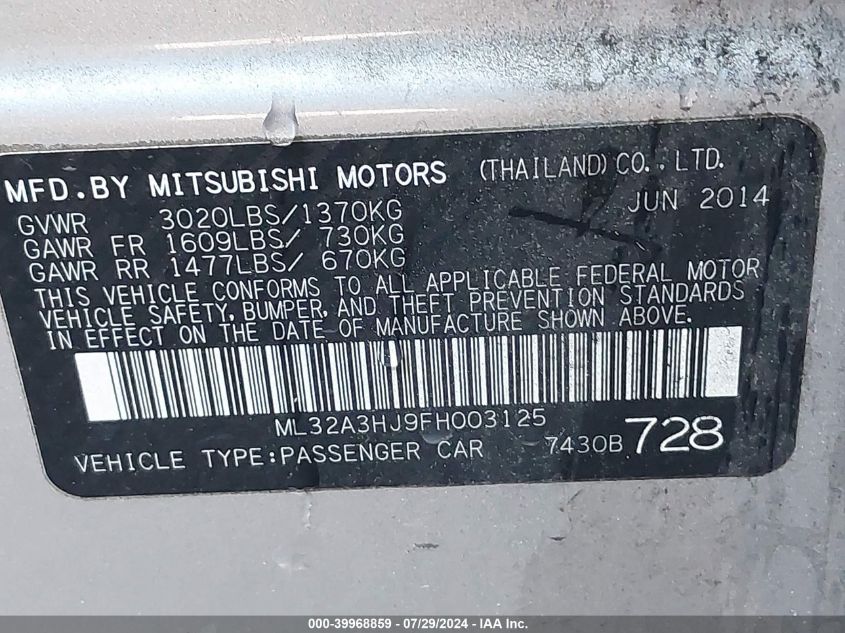 MFD.BY MITSUBISHI MOTORS (THAILAND) CO., LTD.
GVWR 3020LBS/1370KG JUN 2014
GAWR FR 1609LBS/ 730KG
GAWR RR 1477LBS/ 670KG
THIS VEHICLE CONFORMS TO ALL APPLICABLE FEDERAL MOTOR
VEHICLE SAFETY, BUMPER, AND THEFT PREVENTION STANDARDS
IN EFFECT ON THE DATE OF MANUFACTURE SHOWN ABOVE.
ML32A3HJ9FH003125
VEHICLE TYPE:PASSENGER CAR 7430B 728
000-39968859 / 07/29/2024 - IAA Inc.